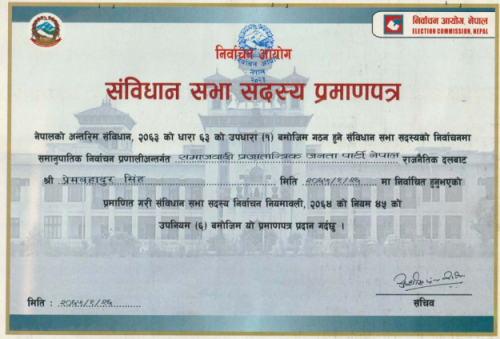 निर्वाचन आयोग, नेपाल
ELECTION COMMISSION, NEPAL
निर्वाचन आयोग
संविधान सभा सदस्य प्रमाणपत्र
नेपालको अन्तरिम संविधान, २०६३ को धारा ६३ को उपधारा (१) बमोजिम गठन हुने संविधान सभा सदस्यको निर्वाचनमा
समानुपातिक निर्वाचन प्रणालीअन्तर्गत समाजवादी प्रजातान्त्रिक जनता पार्टी नेपाल राजनैतिक दलबाट
श्री प्रेमबहादुर सिंह मिति मा निर्वाचित हुनुभएको
प्रमाणित गरी संविधान सभा सदस्य निर्वाचन नियमावली, २०६४ को नियम ४५ को
उपनियम (६) बमोजिम यो प्रमाणपत्र प्रदान गर्दछु ।
सचिव
मिति :